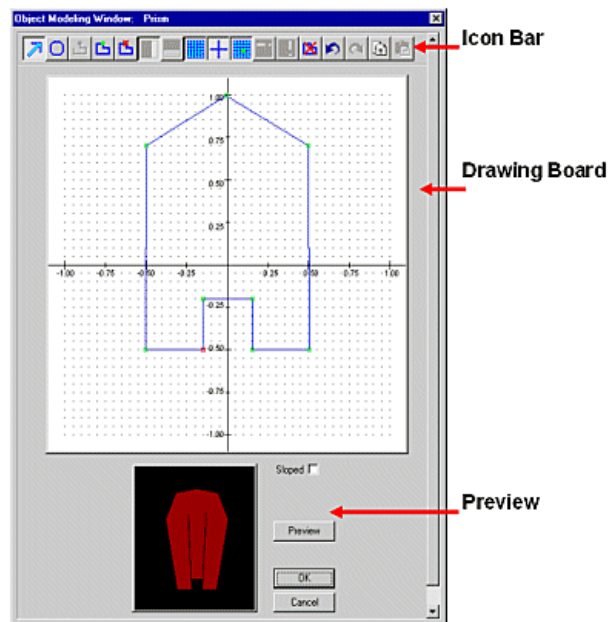 Object Modeling Window: Prism
Icon Bar
1.00
0.75
0.50
Drawing Board
0.25
-1.00 -0.75 -0.50 -0.25 0.25 0.50 0.75 1.00
-0.25
-0.50
-0.75
-1.00
Sloped
Preview
Preview
OK
Cancel